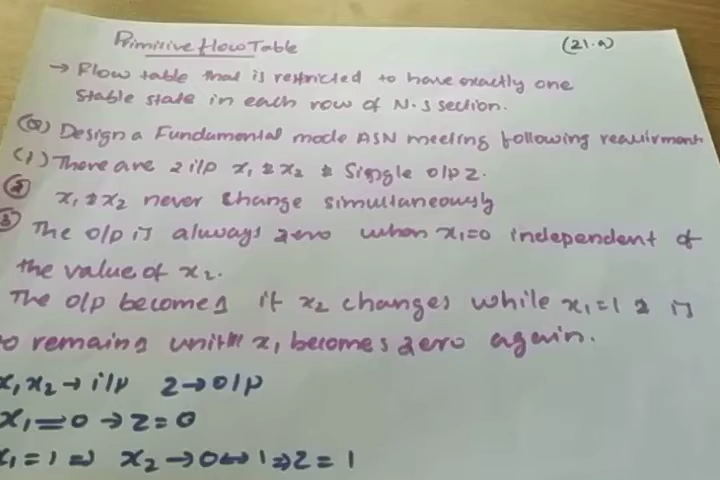 Primitive flow Table (21.a)
→ Flow table that is restricted to have exactly one
stable state in each row of N.S section.
(Q) Design a Fundamental mode ASN meeting following requirment
(1) There are 2 i/p x₁ & x₂ & Single o/p z.
② x₁ & x₂ never change simultaneously
③ The o/p is always zero when x₁=0 independent of
the value of x₂.
The o/p becomes 1 if x₂ changes while x₁=1 & is
to remains until x₁ becomes zero again.
x₁x₂ → i/p z → o/p
x₁=0 → z=0
x₁=1 ⇒ x₂ → 0 ↔ 1 ⇒ z=1